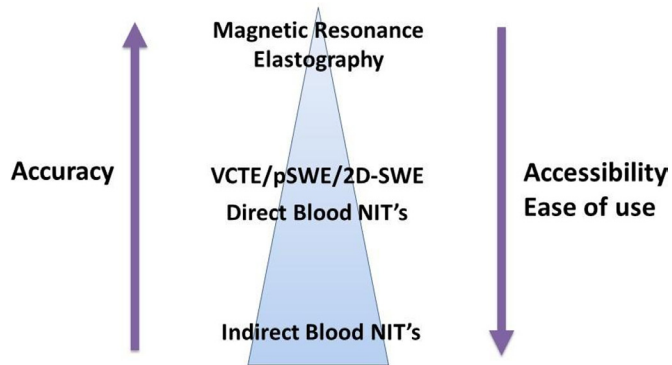 Magnetic Resonance
Elastography
Accuracy
VCTE/pSWE/2D-SWE
Direct Blood NIT's
Accessibility
Ease of use
Indirect Blood NIT's